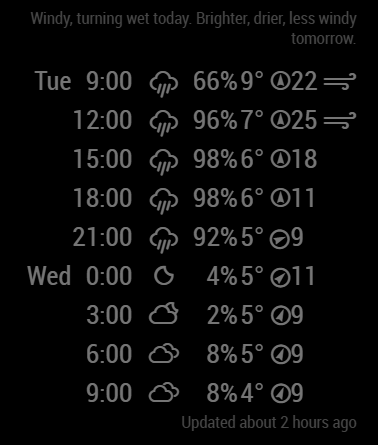 Windy, turning wet today. Brighter, drier, less windy
tomorrow.
Tue 9:00 66% 9° 22
12:00 96% 7° 25
15:00 98% 6° 18
18:00 98% 6° 11
21:00 92% 5° 9
Wed 0:00 4% 5° 11
3:00 2% 5° 9
6:00 8% 5° 9
9:00 8% 4° 9
Updated about 2 hours ago